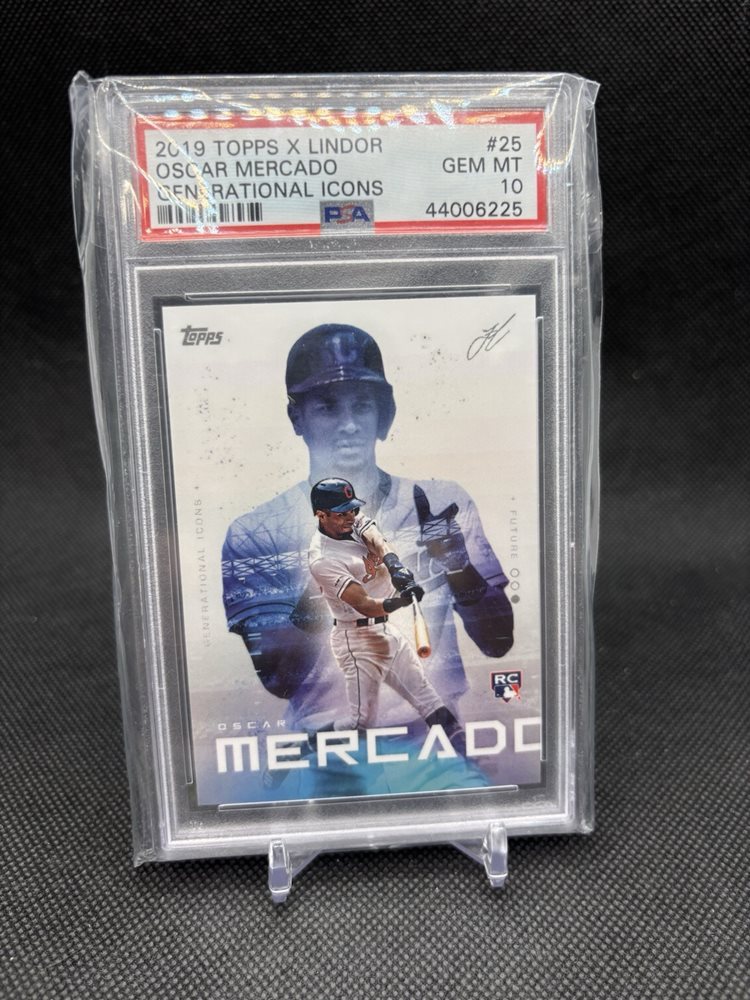 2019 TOPPS X LINDOR #25
OSCAR MERCADO GEM MT
GENERATIONAL ICONS 10
PSA 44006225
topps
GENERATIONAL ICONS
FUTURE
RC
OSCAR
MERCADO